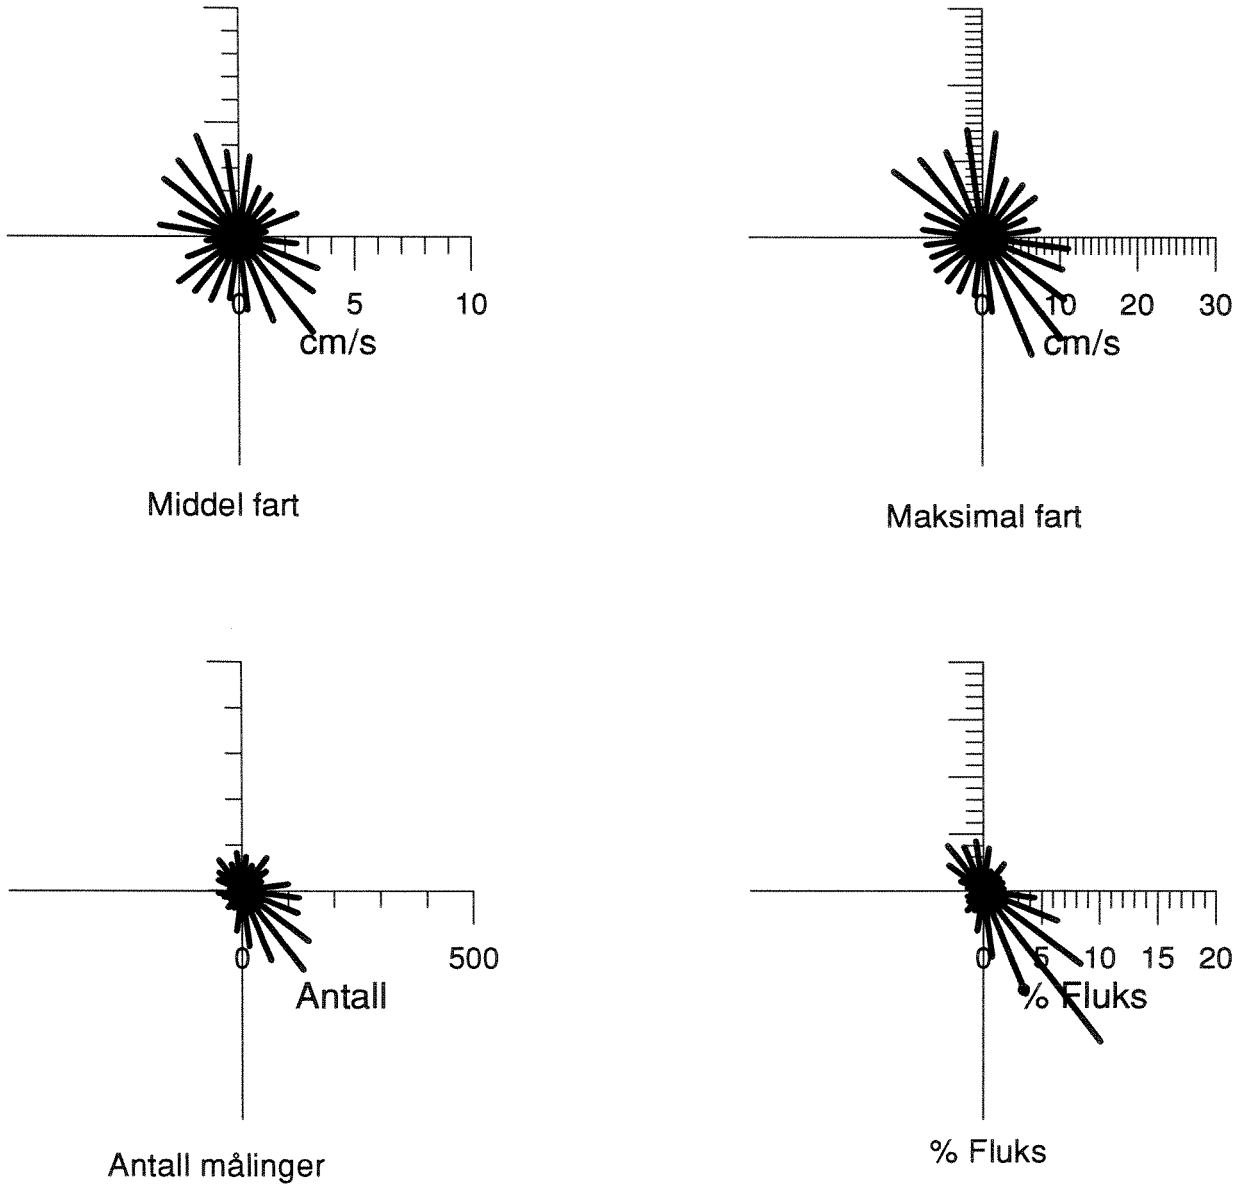 0 5 10
cm/s
Middel fart
0 10 20 30
cm/s
Maksimal fart
0 500
Antall
Antall målinger
0 5 10 15 20
% Fluks
% Fluks